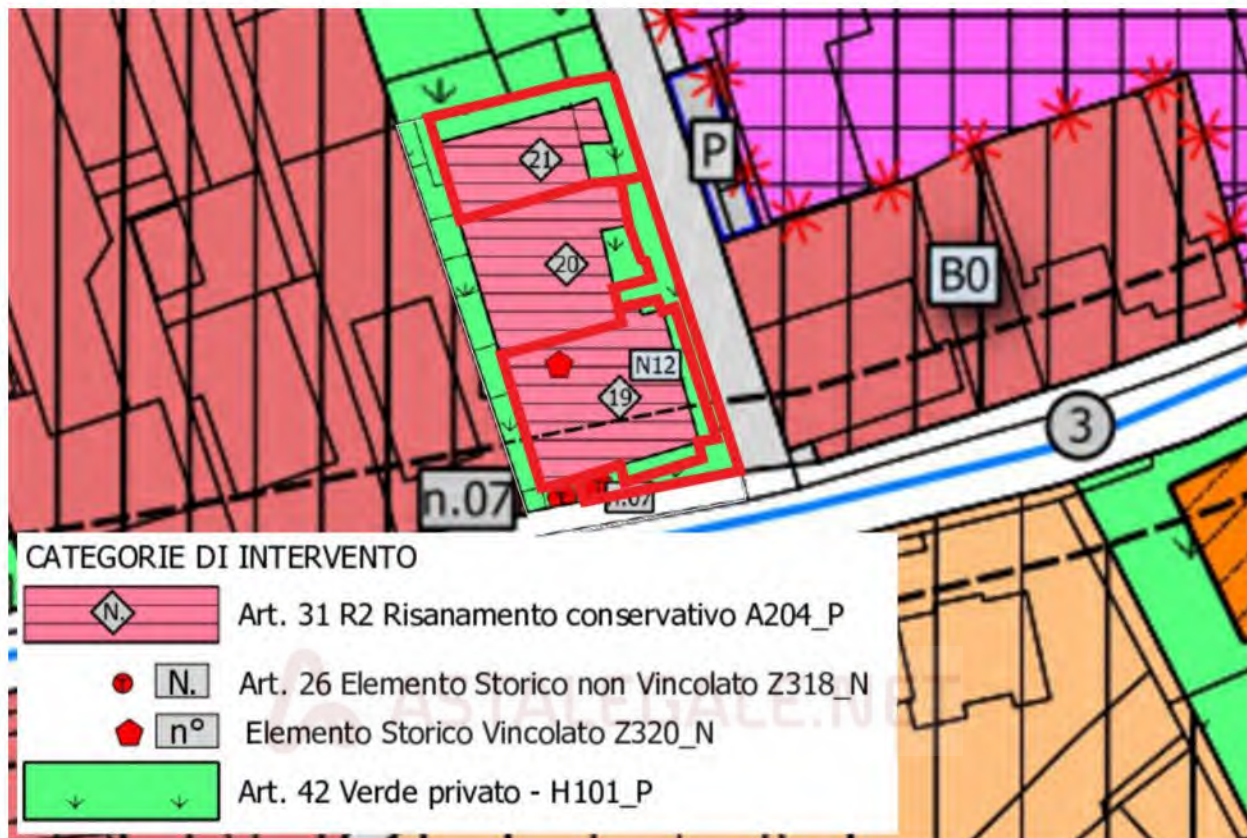 21
P
20
B0
N12
19
3
n.07
n.07
CATEGORIE DI INTERVENTO
N. Art. 31 R2 Risanamento conservativo A204_P
N. Art. 26 Elemento Storico non Vincolato Z318_N
n° Elemento Storico Vincolato Z320_N
Art. 42 Verde privato - H101_P
ASTALEGALE.NET